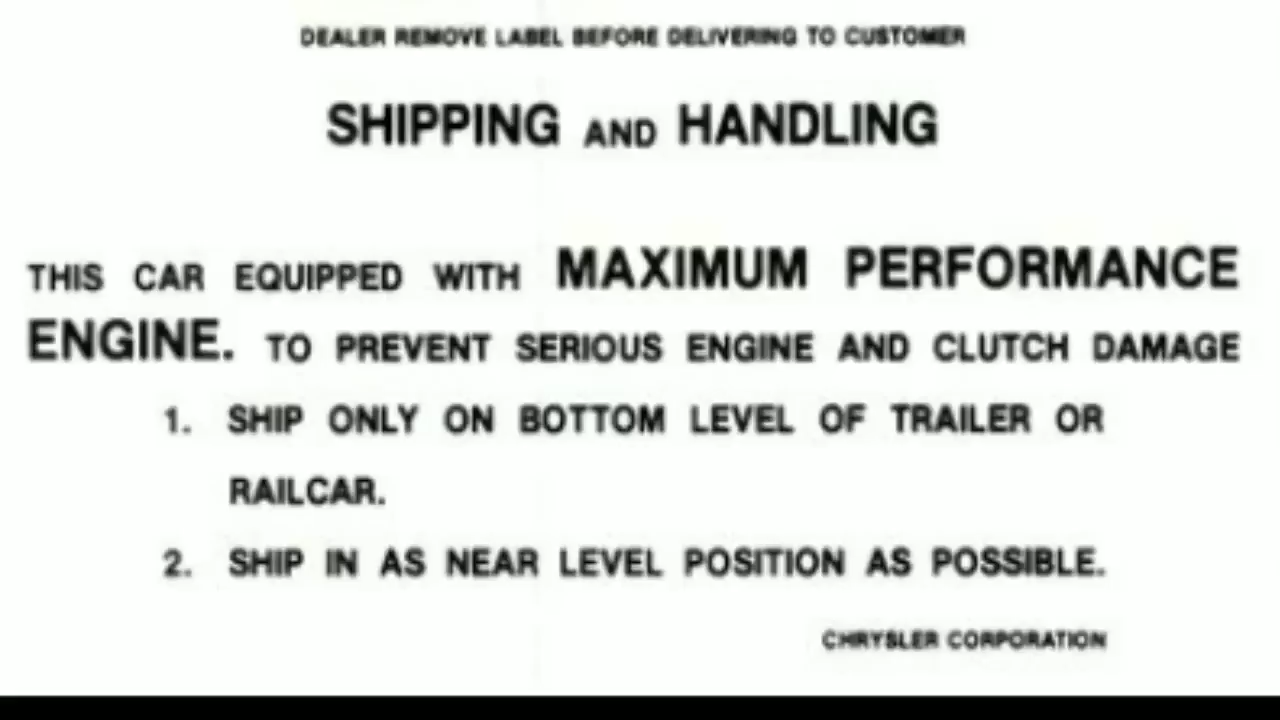 DEALER REMOVE LABEL BEFORE DELIVERING TO CUSTOMER
SHIPPING AND HANDLING
THIS CAR EQUIPPED WITH MAXIMUM PERFORMANCE
ENGINE. TO PREVENT SERIOUS ENGINE AND CLUTCH DAMAGE
1. SHIP ONLY ON BOTTOM LEVEL OF TRAILER OR
RAILCAR.
2. SHIP IN AS NEAR LEVEL POSITION AS POSSIBLE.
CHRYSLER CORPORATION